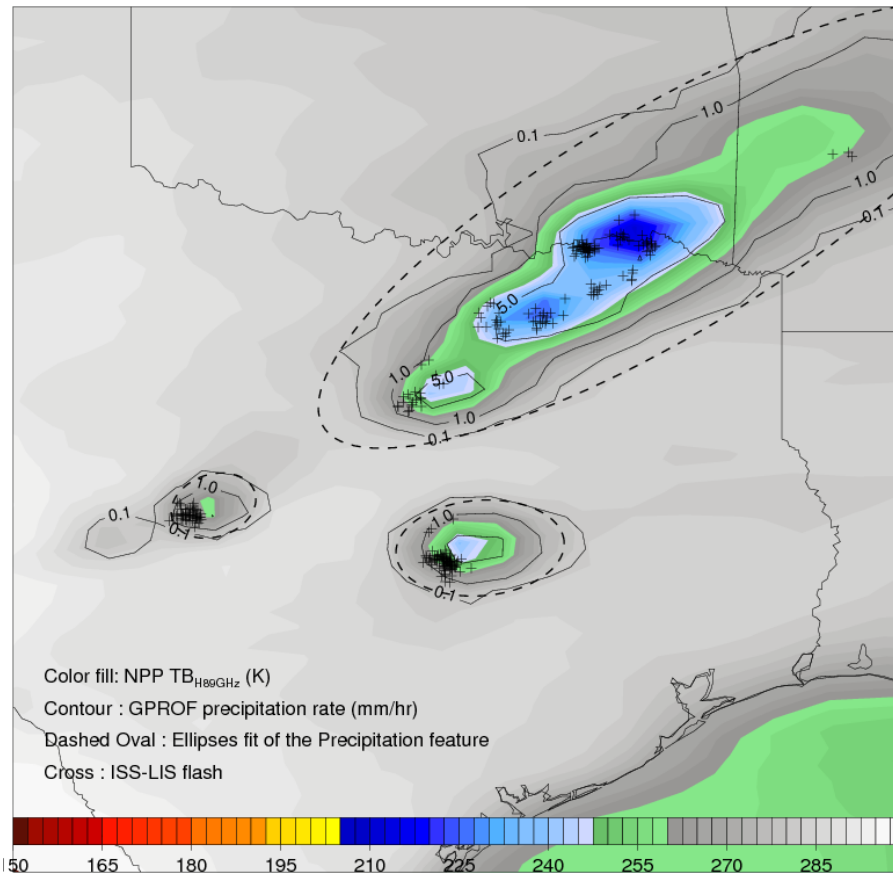 1.0
0.1
1.0
0.1
5.0
1.0
5.0
1.0
0.1
1.0
0.1
0.1
1.0
0.1
Color fill: NPP TB_H89GHz (K)
Contour : GPROF precipitation rate (mm/hr)
Dashed Oval : Ellipses fit of the Precipitation feature
Cross : ISS-LIS flash
150 165 180 195 210 225 240 255 270 285